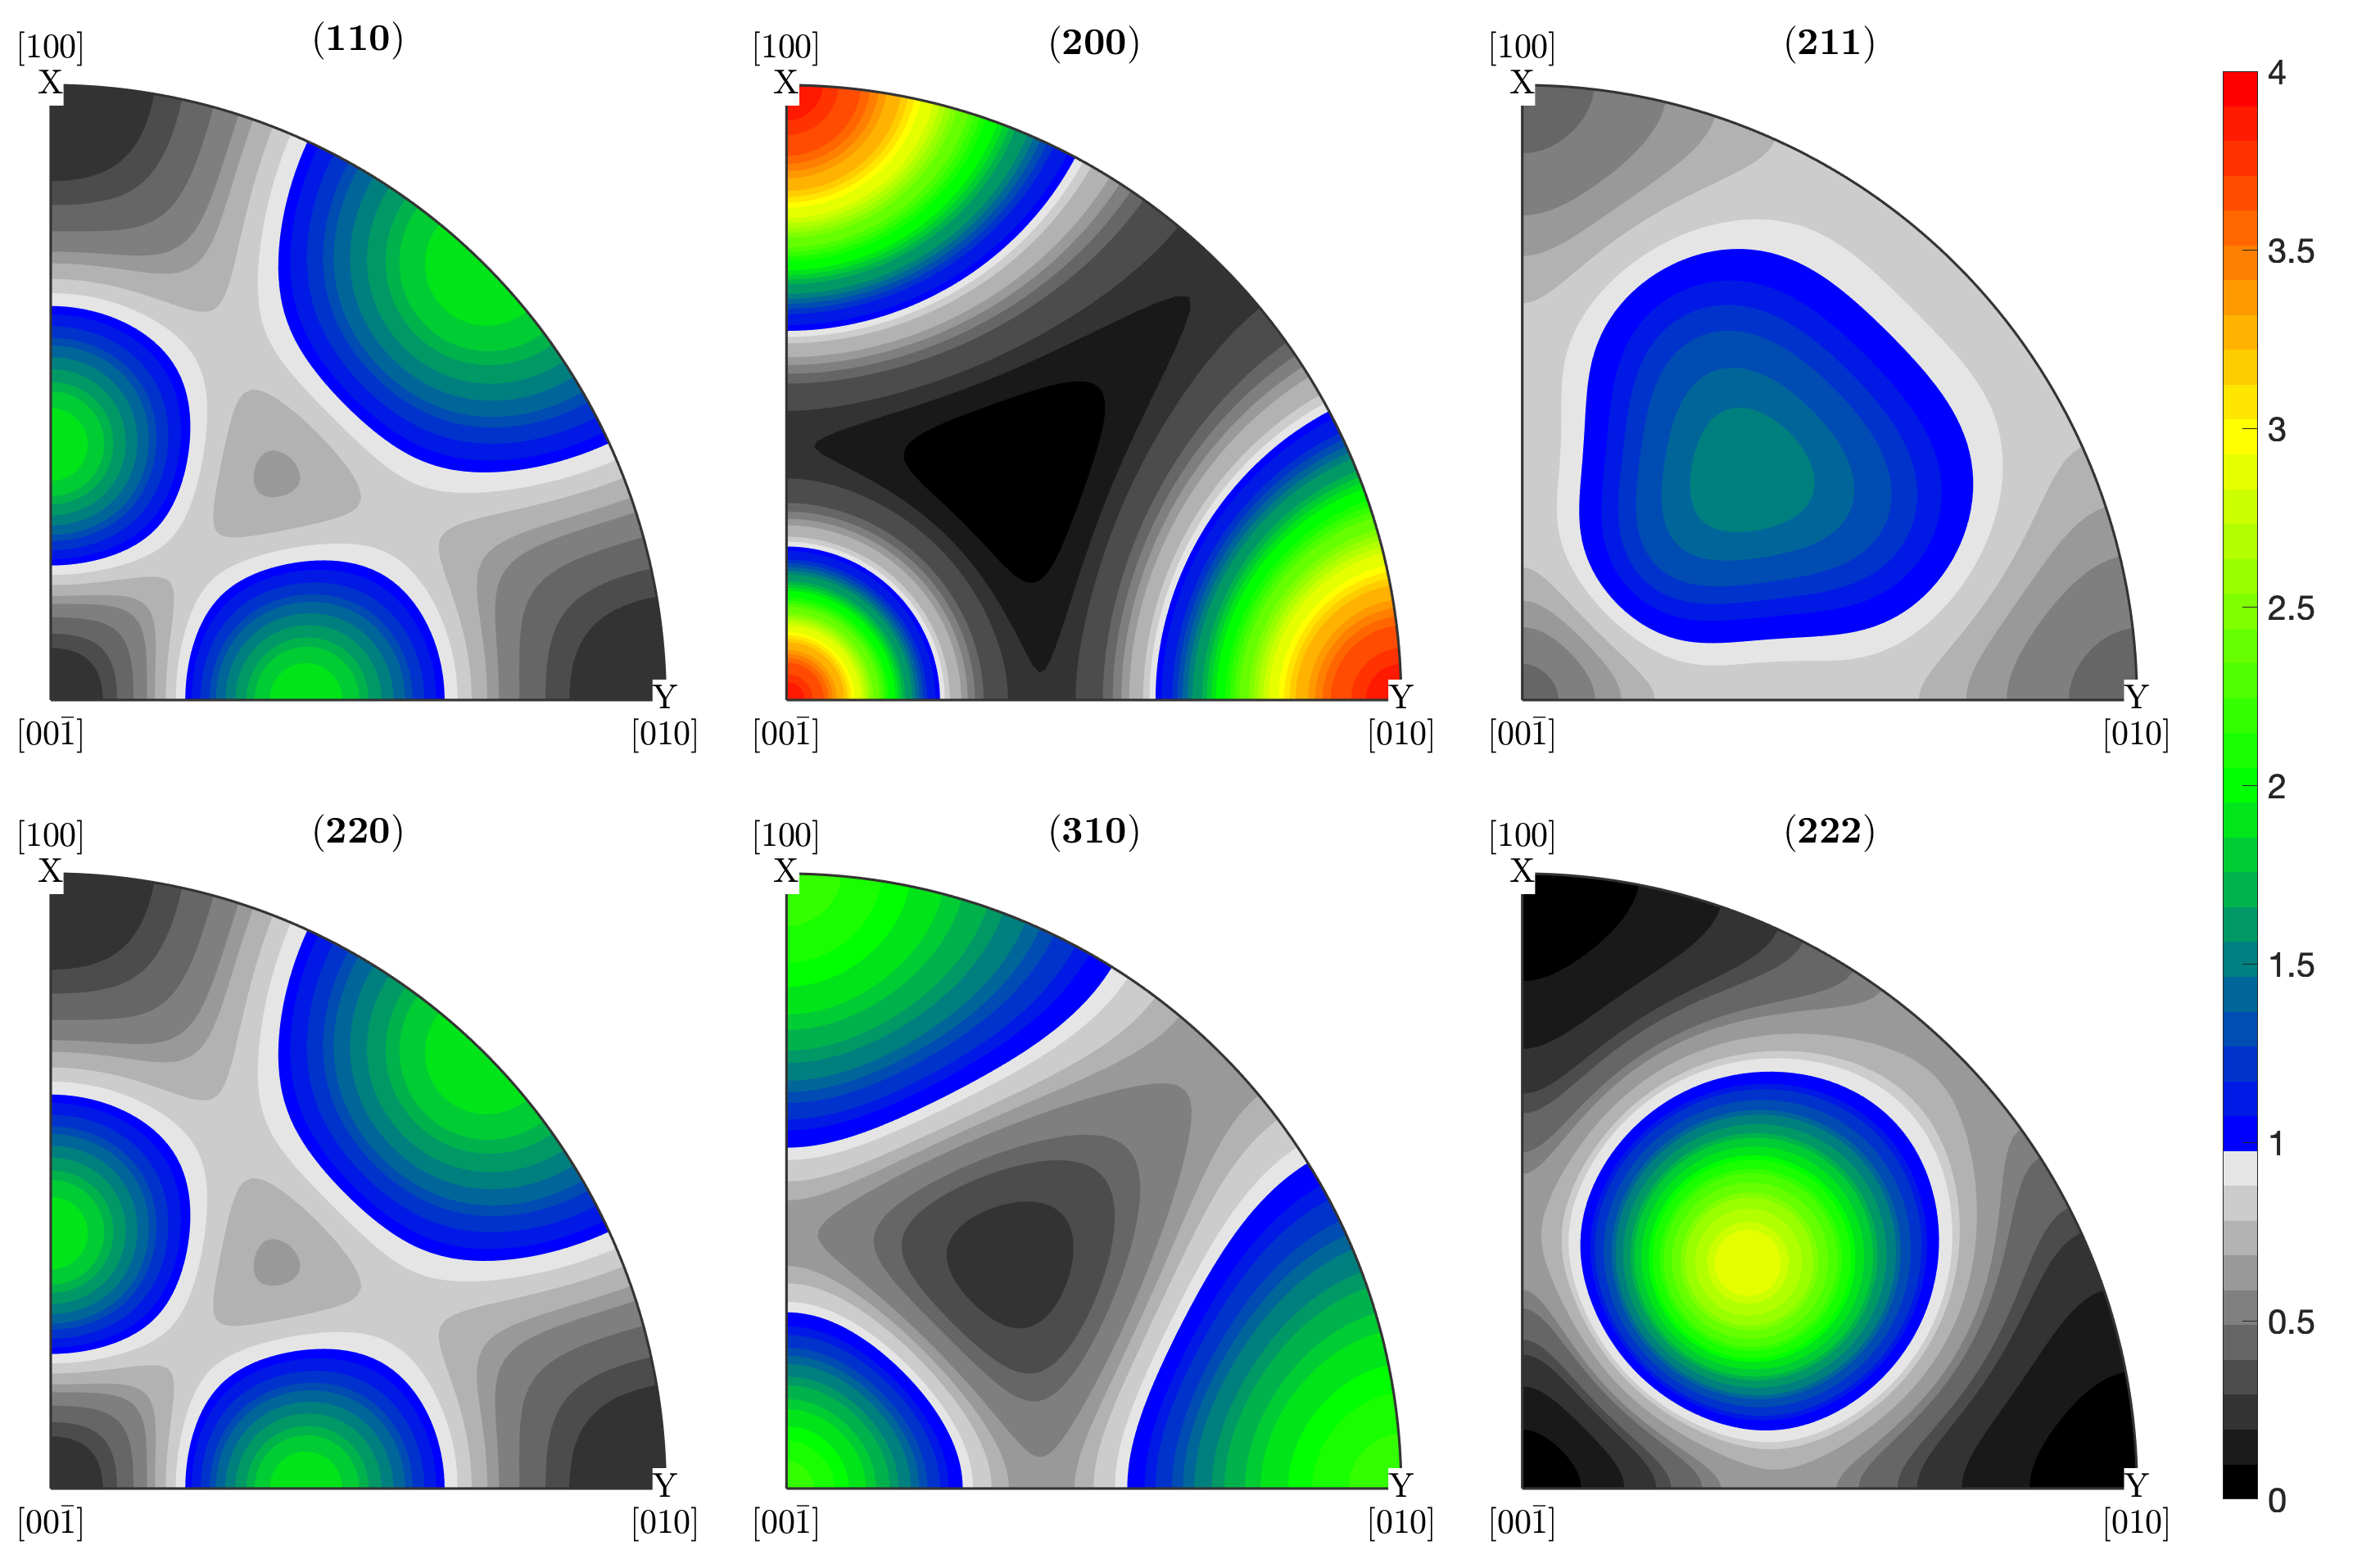 (110) (200) (211)
[100] [100] [100]
X X X
4
3.5
3
2.5
Y Y Y
[001̄] [010] [001̄] [010] [001̄] [010]
2
(220) (310) (222)
[100] [100] [100]
X X X
1.5
1
0.5
Y Y Y
0
[001̄] [010] [001̄] [010] [001̄] [010]